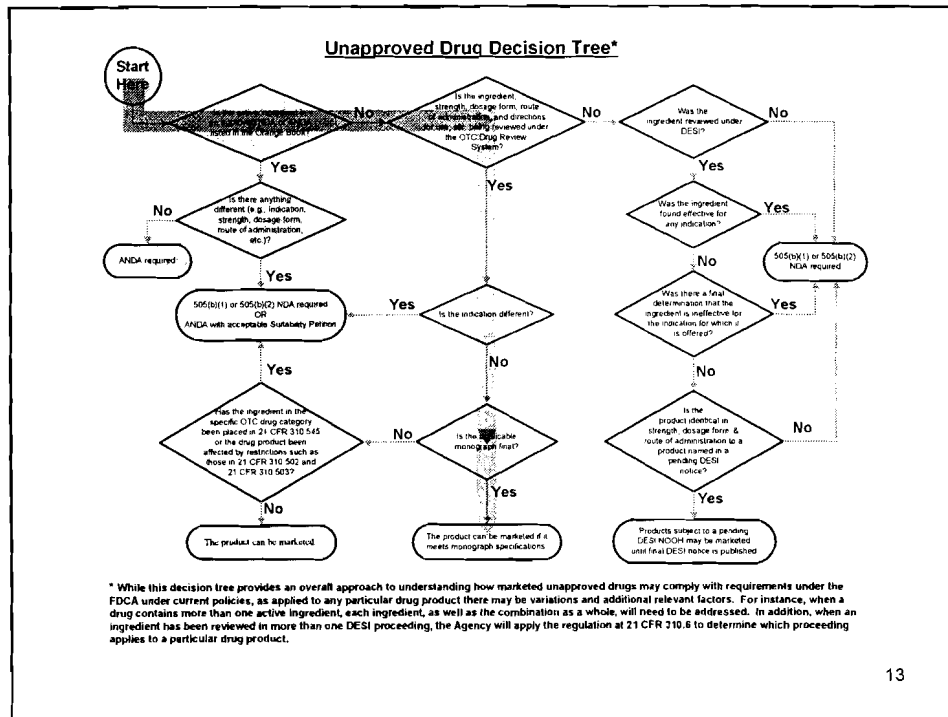 Unapproved Drug Decision Tree*
Start
Here
listed in the Orange Book?
No
Is the ingredient,
strength, dosage form, route
of administration, and directions
for use, etc. being reviewed under
the OTC Drug Review
System?
No
Was the
ingredient reviewed under
DESI?
No
Yes
Yes
Yes
Is there anything
different (e.g., indication,
strength, dosage form,
route of administration,
etc.)?
No
ANDA required
Was the ingredient
found effective for
any indication?
Yes
505(b)(1) or 505(b)(2)
NDA required
Yes
No
505(b)(1) or 505(b)(2) NDA required
OR
ANDA with acceptable Suitability Petition
Yes
Is the indication different?
Was there a final
determination that the
ingredient is ineffective for
the indication for which it
is offered?
Yes
Yes
No
No
Has the ingredient in the
specific OTC drug category
been placed in 21 CFR 310.545
or the drug product been
affected by restrictions such as
those in 21 CFR 310.502 and
21 CFR 310.503?
No
Is the applicable
monograph final?
Is the
product identical in
strength, dosage form &
route of administration to a
product named in a
pending DESI
notice?
No
No
Yes
Yes
The product can be marketed
The product can be marketed if it
meets monograph specifications
Products subject to a pending
DESI NOOH may be marketed
until final DESI notice is published
* While this decision tree provides an overall approach to understanding how marketed unapproved drugs may comply with requirements under the
FDCA under current policies, as applied to any particular drug product there may be variations and additional relevant factors. For instance, when a
drug contains more than one active ingredient, each ingredient, as well as the combination as a whole, will need to be addressed. In addition, when an
ingredient has been reviewed in more than one DESI proceeding, the Agency will apply the regulation at 21 CFR 310.6 to determine which proceeding
applies to a particular drug product.
13